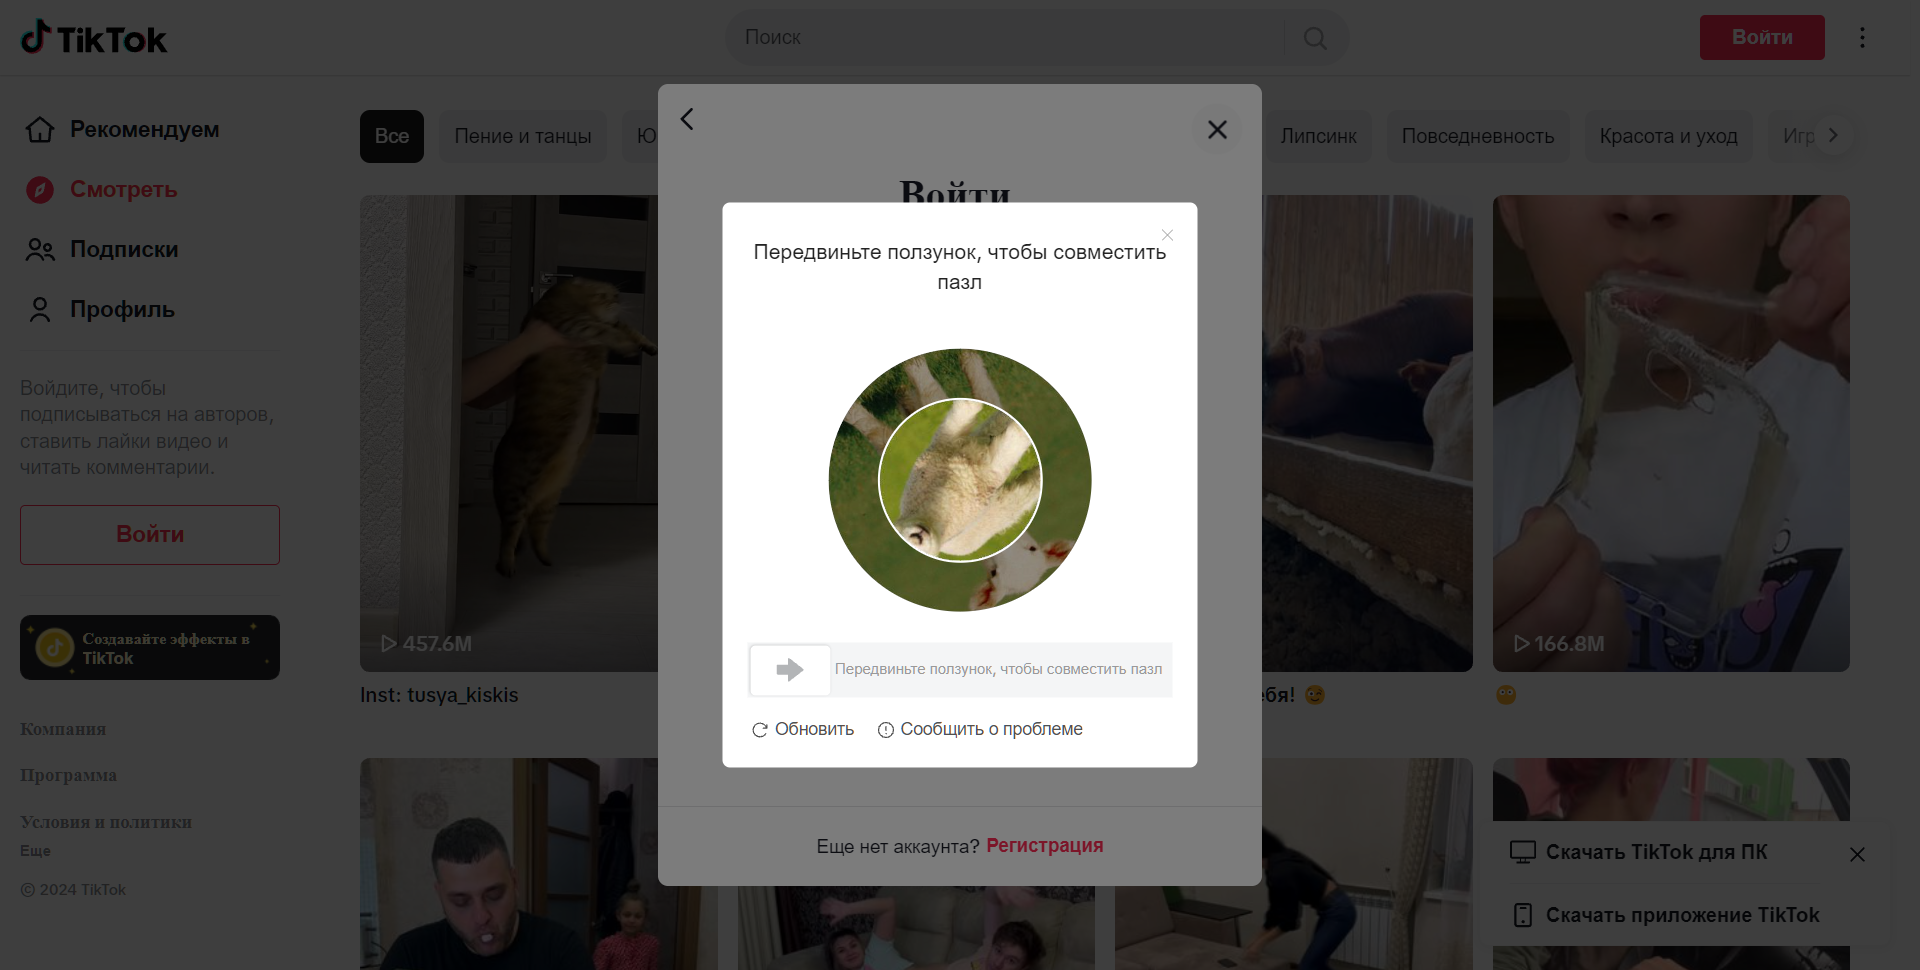 TikTok
Поиск
Войти
Рекомендуем
Смотреть
Подписки
Профиль
Войдите, чтобы
подписываться на авторов,
ставить лайки видео и
читать комментарии.
Войти
Создавайте эффекты в
TikTok
Компания
Программа
Условия и политики
Еще
© 2024 TikTok
Все
Пение и танцы
Липсинк
Повседневность
Красота и уход
457.6M
Inst: tusya_kiskis
166.8M
Войти
Передвиньте ползунок, чтобы совместить
пазл
Передвиньте ползунок, чтобы совместить пазл
Обновить
Сообщить о проблеме
Еще нет аккаунта? Регистрация
Скачать TikTok для ПК
Скачать приложение TikTok